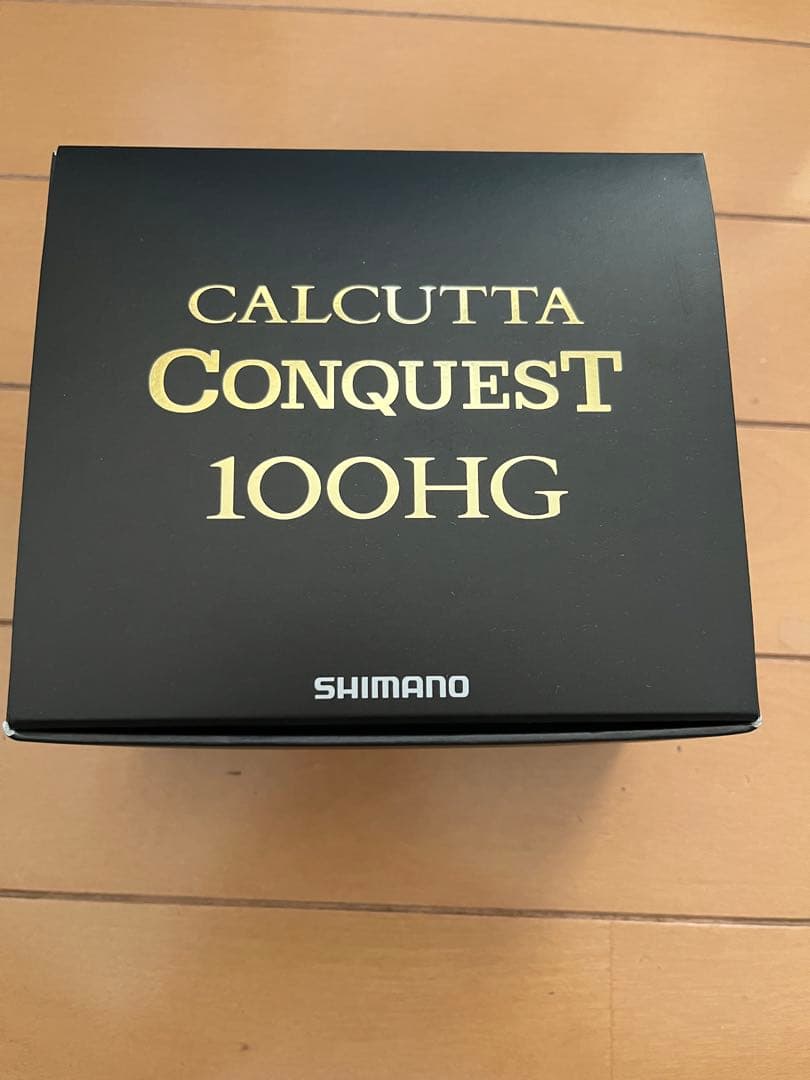 CALCUTTA
CONQUEST
100HG
SHIMANO